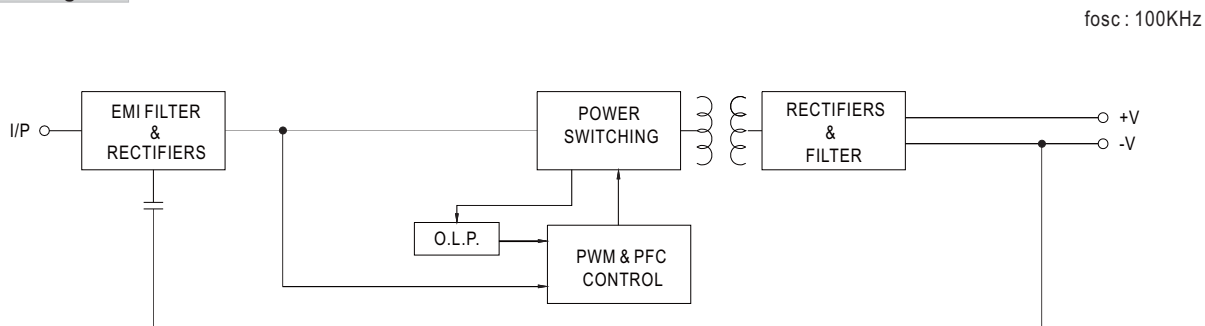 fosc : 100KHz
I/P
EMI FILTER
&
RECTIFIERS
POWER
SWITCHING
RECTIFIERS
&
FILTER
+V
-V
O.L.P.
PWM & PFC
CONTROL